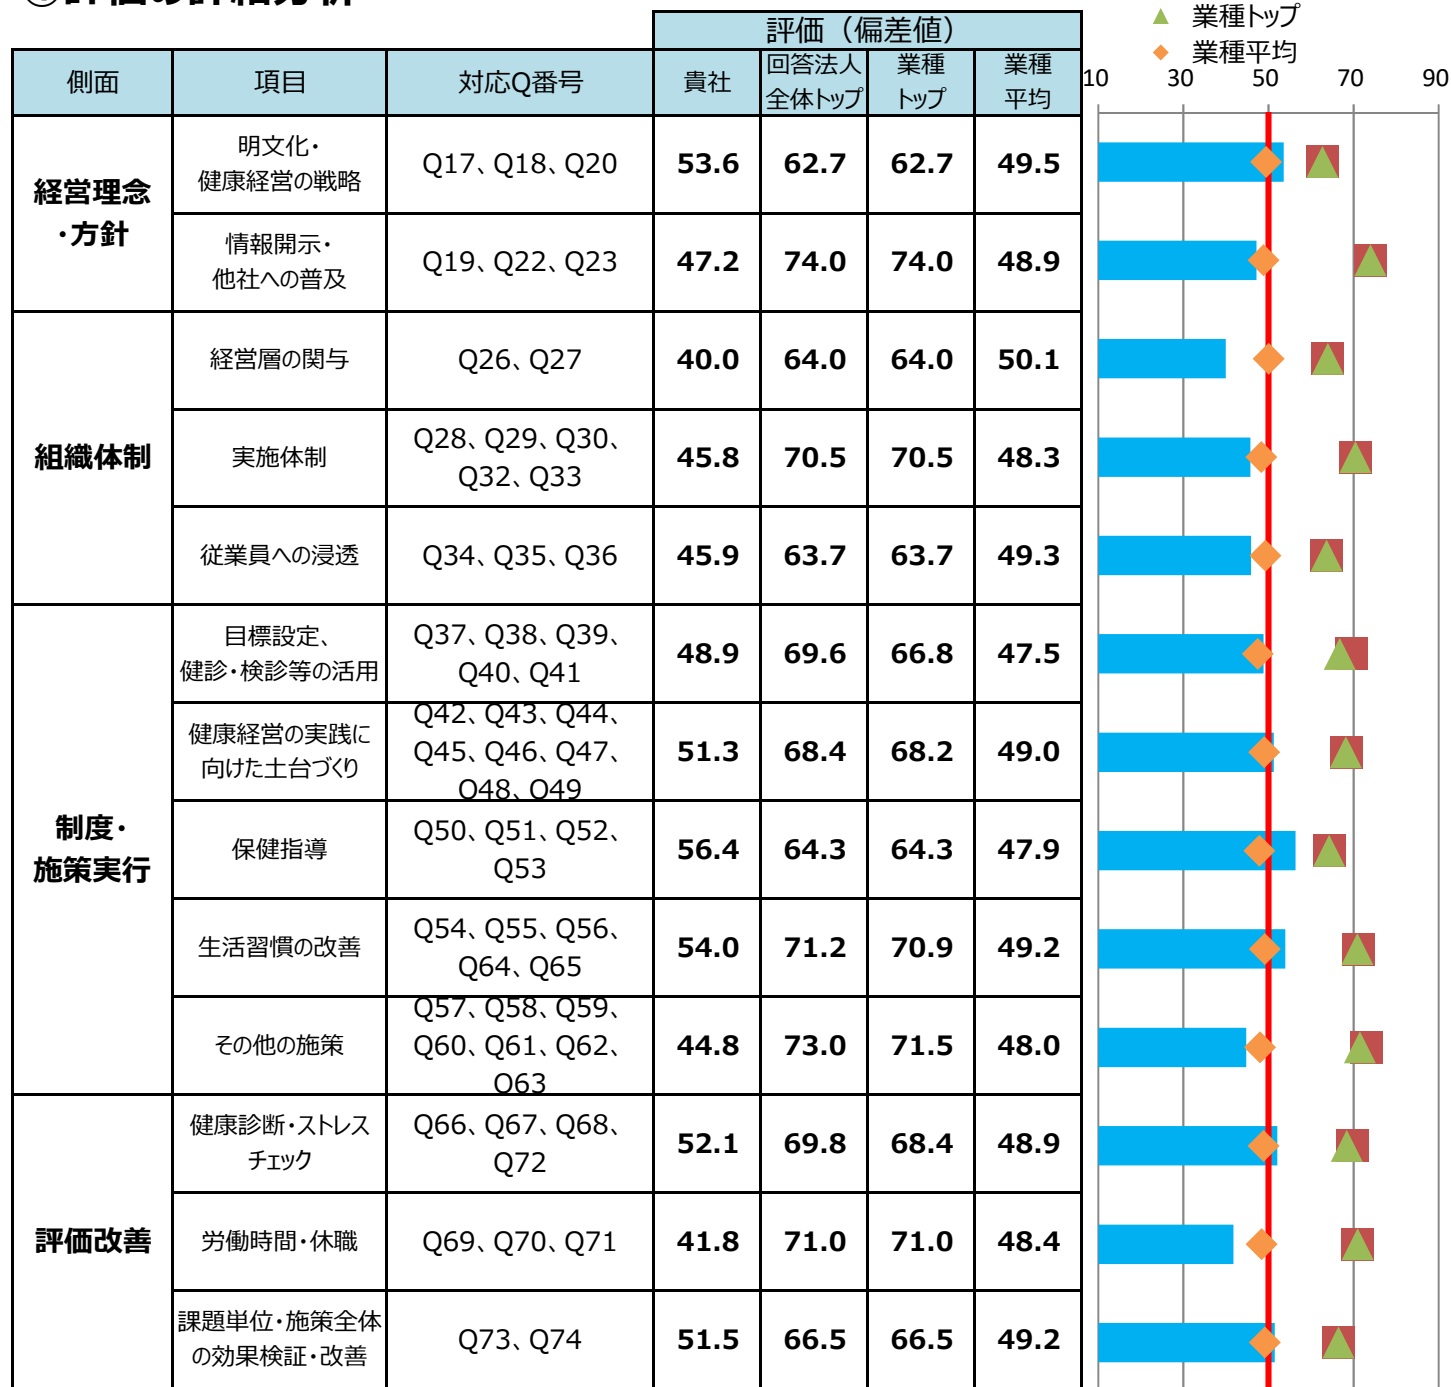 評価（偏差値）
▲ 業種トップ
◆ 業種平均
側面 項目 対応Q番号 貴社 回答法人全体トップ 業種トップ 業種平均
10 30 50 70 90
経営理念・方針
明文化・健康経営の戦略 Q17、Q18、Q20 53.6 62.7 62.7 49.5
情報開示・他社への普及 Q19、Q22、Q23 47.2 74.0 74.0 48.9
組織体制
経営層の関与 Q26、Q27 40.0 64.0 64.0 50.1
実施体制 Q28、Q29、Q30、Q32、Q33 45.8 70.5 70.5 48.3
従業員への浸透 Q34、Q35、Q36 45.9 63.7 63.7 49.3
制度・施策実行
目標設定、健診・検診等の活用 Q37、Q38、Q39、Q40、Q41 48.9 69.6 66.8 47.5
健康経営の実践に向けた土台づくり Q42、Q43、Q44、Q45、Q46、Q47、Q48、Q49 51.3 68.4 68.2 49.0
保健指導 Q50、Q51、Q52、Q53 56.4 64.3 64.3 47.9
生活習慣の改善 Q54、Q55、Q56、Q64、Q65 54.0 71.2 70.9 49.2
その他の施策 Q57、Q58、Q59、Q60、Q61、Q62、Q63 44.8 73.0 71.5 48.0
評価改善
健康診断・ストレスチェック Q66、Q67、Q68、Q72 52.1 69.8 68.4 48.9
労働時間・休職 Q69、Q70、Q71 41.8 71.0 71.0 48.4
課題単位・施策全体の効果検証・改善 Q73、Q74 51.5 66.5 66.5 49.2